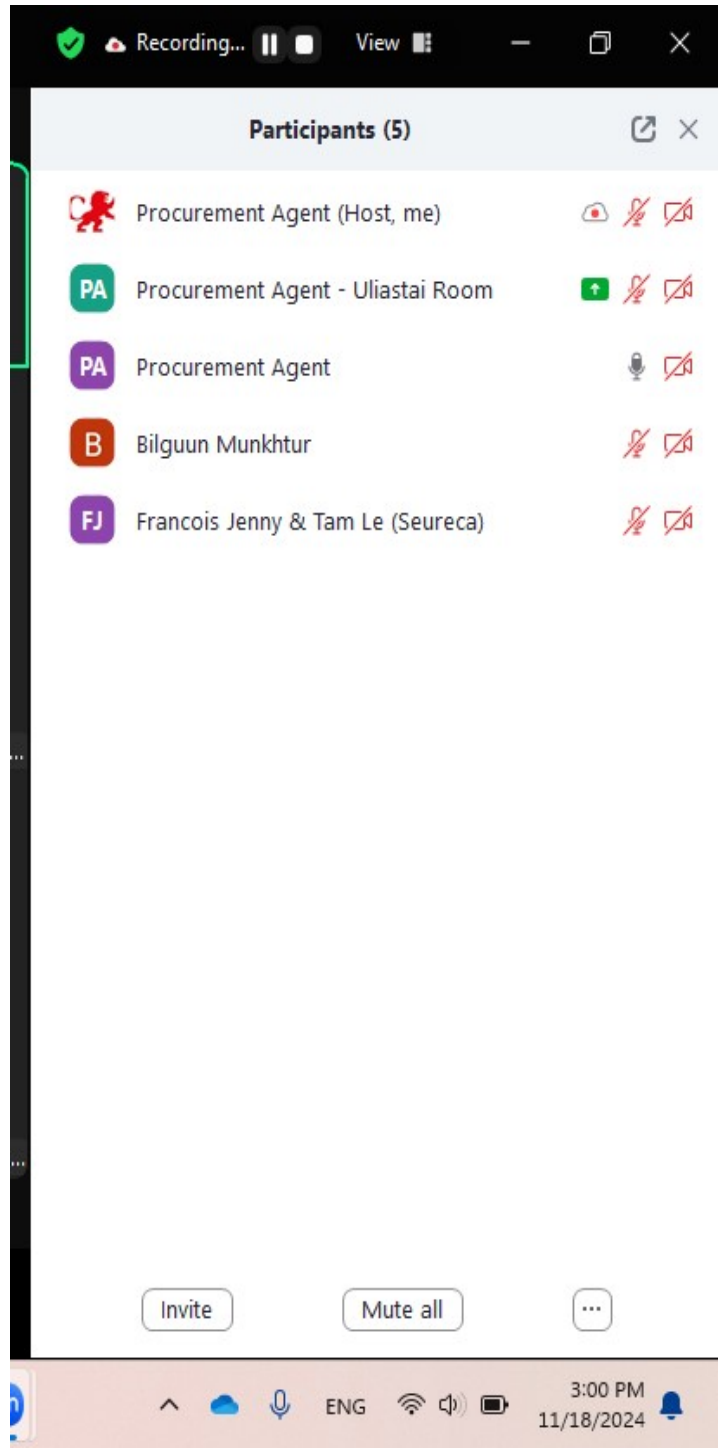 Recording... View
Participants (5)
Procurement Agent (Host, me)
PA Procurement Agent - Uliastai Room
PA Procurement Agent
B Bilguun Munkhtur
FJ Francois Jenny & Tam Le (Seureca)
Invite Mute all ...
ENG 3:00 PM
11/18/2024